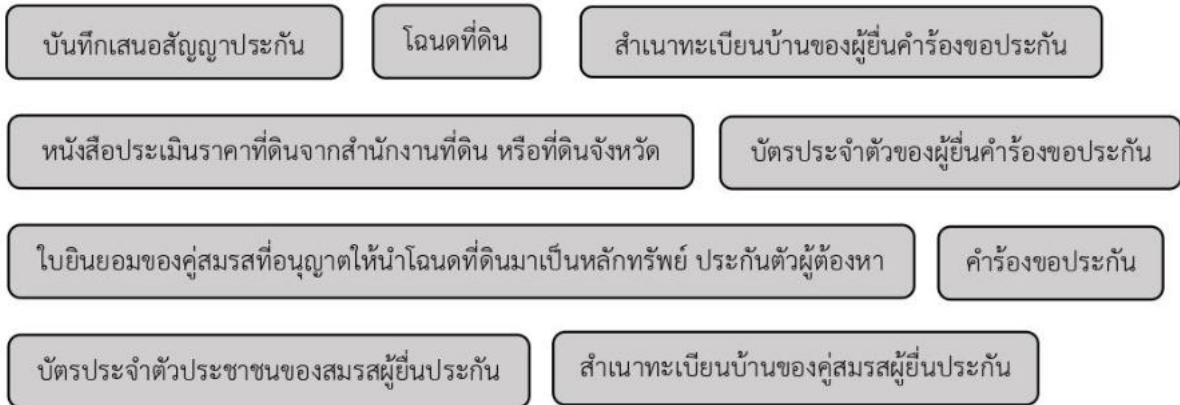 บันทึกเสนอสัญญาประกัน โฉนดที่ดิน สำเนาทะเบียนบ้านของผู้ยื่นคำร้องขอประกัน
หนังสือประเมินราคาที่ดินจากสำนักงานที่ดิน หรือที่ดินจังหวัด บัตรประจำตัวของผู้ยื่นคำร้องขอประกัน
ใบยินยอมของคู่สมรสที่อนุญาตให้นำโฉนดที่ดินมาเป็นหลักทรัพย์ ประกันตัวผู้ต้องหา คำร้องขอประกัน
บัตรประจำตัวประชาชนของสมรสผู้ยื่นประกัน สำเนาทะเบียนบ้านของคู่สมรสผู้ยื่นประกัน